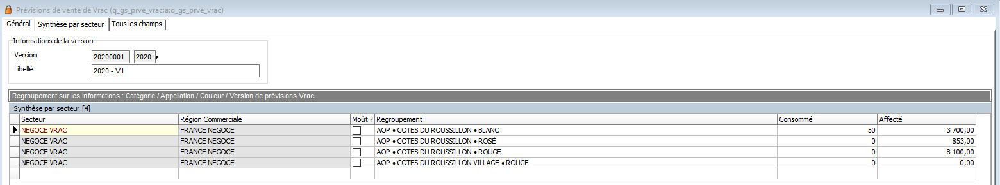 Prévisions de vente de Vrac (q_gs_prve_vrac:a:q_gs_prve_vrac)
Général Synthèse par secteur Tous les champs
Informations de la version
Version 20200001 2020
Libellé 2020 - V1
Regroupement sur les informations : Catégorie / Appellation / Couleur / Version de prévisions Vrac
Synthèse par secteur [4]
Secteur Région Commerciale Moût ? Regroupement Consommé Affecté
NEGOCE VRAC FRANCE NEGOCE AOP • COTES DU ROUSSILLON • BLANC 50 3 700,00
NEGOCE VRAC FRANCE NEGOCE AOP • COTES DU ROUSSILLON • ROSÉ 0 853,00
NEGOCE VRAC FRANCE NEGOCE AOP • COTES DU ROUSSILLON • ROUGE 0 8 100,00
NEGOCE VRAC FRANCE NEGOCE AOP • COTES DU ROUSSILLON VILLAGE • ROUGE 0 0,00